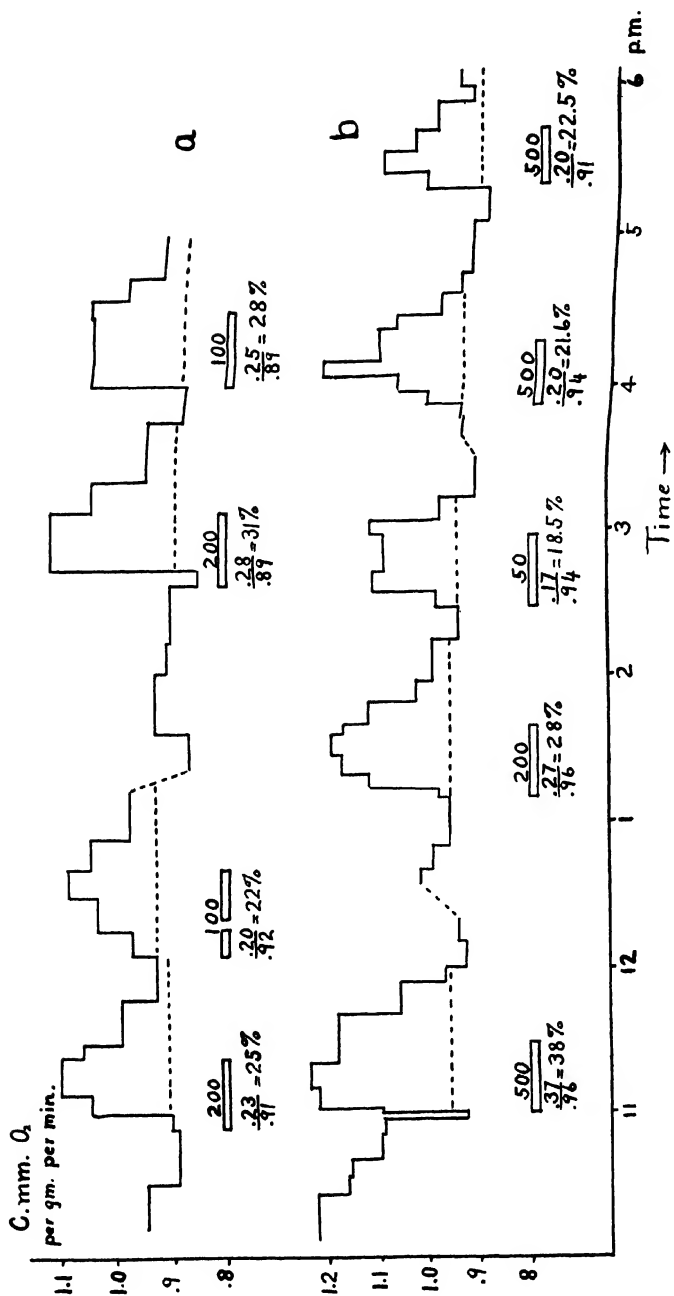 C.mm. O₂
per gm. per min.
1.1
1.0
.9
.8
a
200
.23 = 25%
.91
100
.20 = 22%
.92
200
.28 = 31%
.89
100
.25 = 28%
.89
1.2
1.1
1.0
.9
8
b
500
.37 = 38%
.96
200
.27 = 28%
.96
50
.17 = 18.5%
.94
500
.20 = 21.6%
.94
500
.20 = 22.5%
.91
11 12 1 2 3 4 5 6 p.m.
Time →